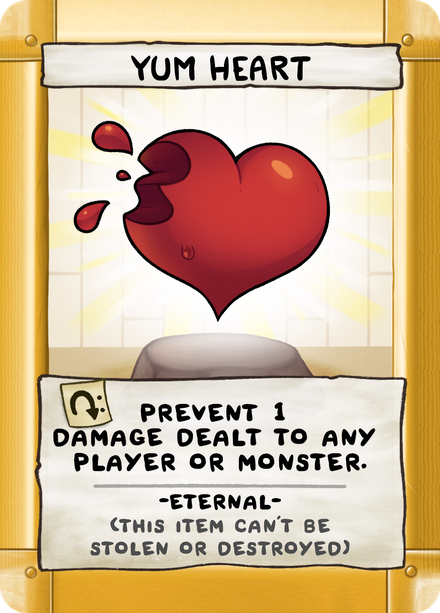 YUM HEART
PREVENT 1
DAMAGE DEALT TO ANY
PLAYER OR MONSTER.
-ETERNAL-
(THIS ITEM CAN'T BE
STOLEN OR DESTROYED)